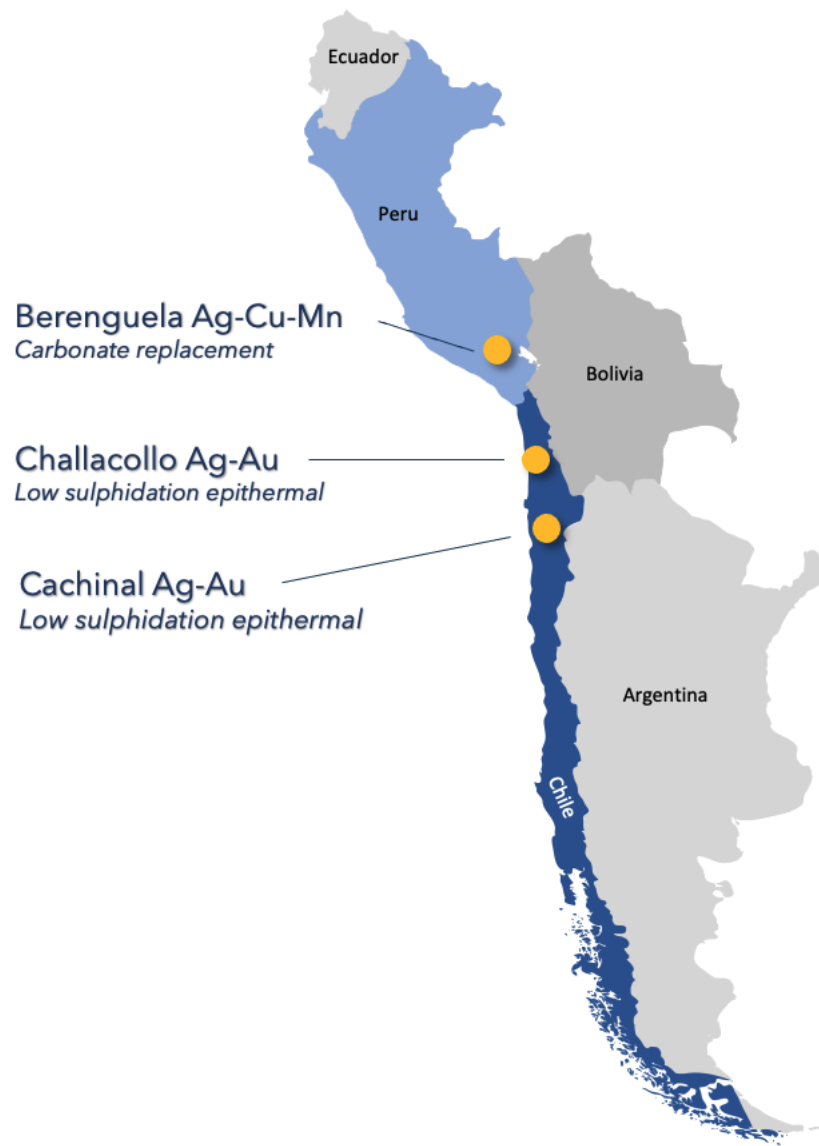 Ecuador
Peru
Berenguela Ag-Cu-Mn
Carbonate replacement
Bolivia
Challacollo Ag-Au
Low sulphidation epithermal
Cachinal Ag-Au
Low sulphidation epithermal
Argentina
Chile